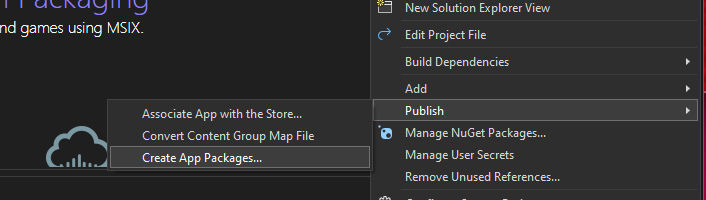 Packaging
nd games using MSIX.
New Solution Explorer View
Edit Project File
Build Dependencies
Add
Publish
Manage NuGet Packages...
Manage User Secrets
Remove Unused References...
Associate App with the Store...
Convert Content Group Map File
Create App Packages...